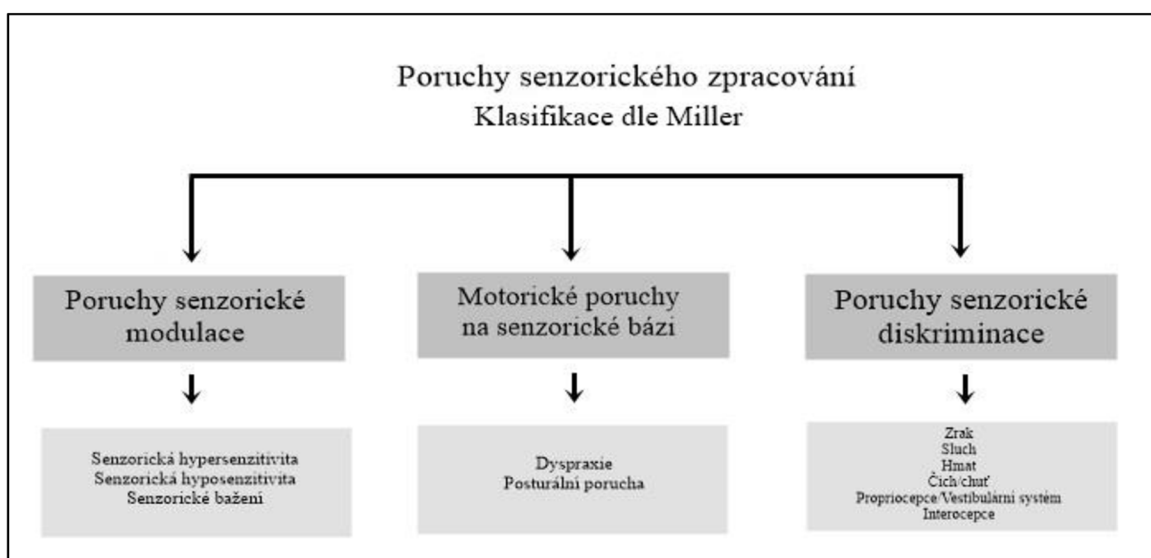 Poruchy senzorického zpracování
Klasifikace dle Miller
Poruchy senzorické
modulace
Senzorická hypersenzitivita
Senzorická hyposenzitivita
Senzorické bažení
Motorické poruchy
na senzorické bázi
Dyspraxie
Posturální porucha
Poruchy senzorické
diskriminace
Zrak
Sluch
Hmat
Čich/chuť
Propriocepce/Vestibulární systém
Interocepce